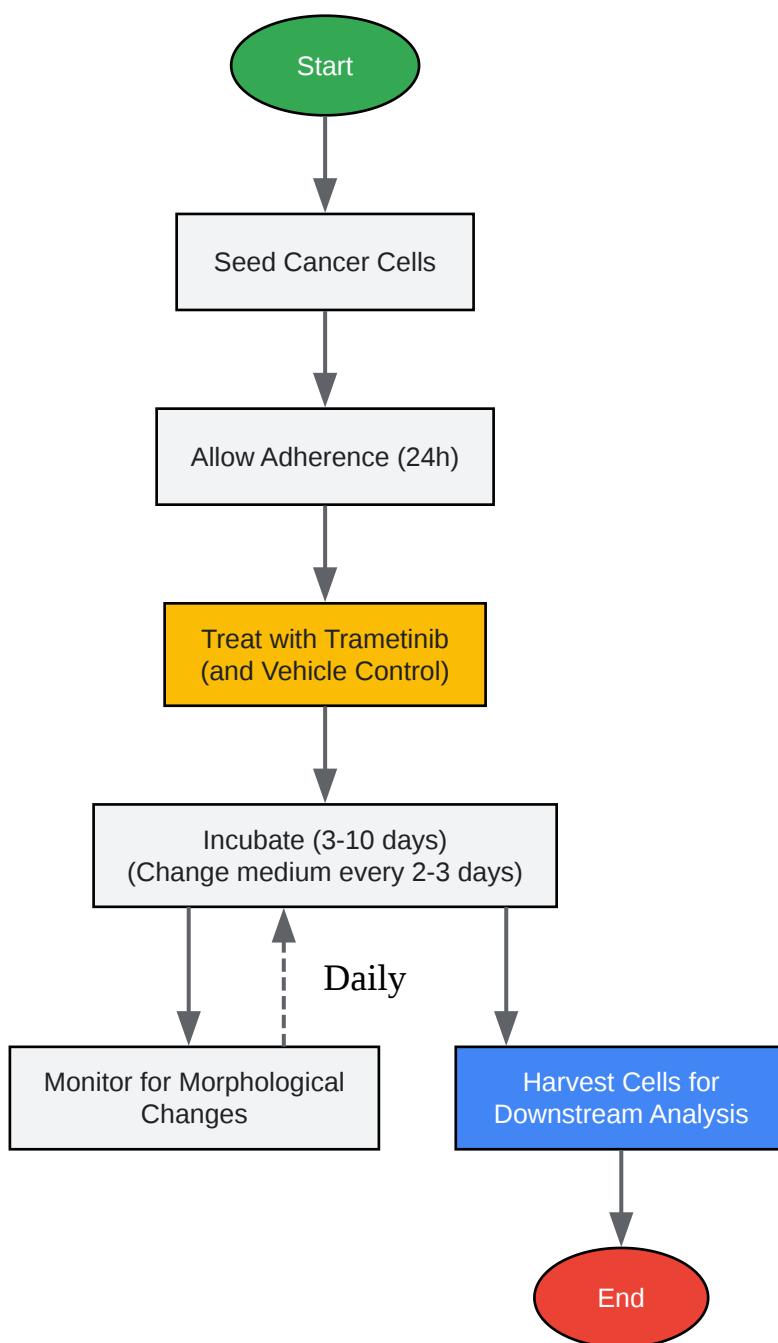 Start
Seed Cancer Cells
Allow Adherence (24h)
Treat with Trametinib
(and Vehicle Control)
Incubate (3-10 days)
(Change medium every 2-3 days)
Daily
Monitor for Morphological
Changes
Harvest Cells for
Downstream Analysis
End